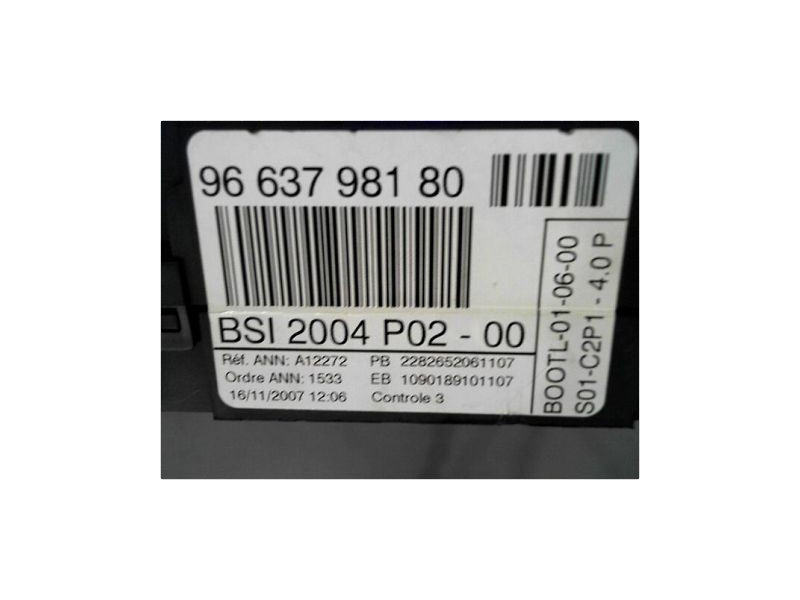 96 637 981 80
BSI 2004 P02 - 00
Réf. ANN: A12272 PB 2282652061107
Ordre ANN: 1533 EB 1090189101107
16/11/2007 12:06 Controle 3
BOOTL-01-06-00
S01-C2P1 - 4.0 P